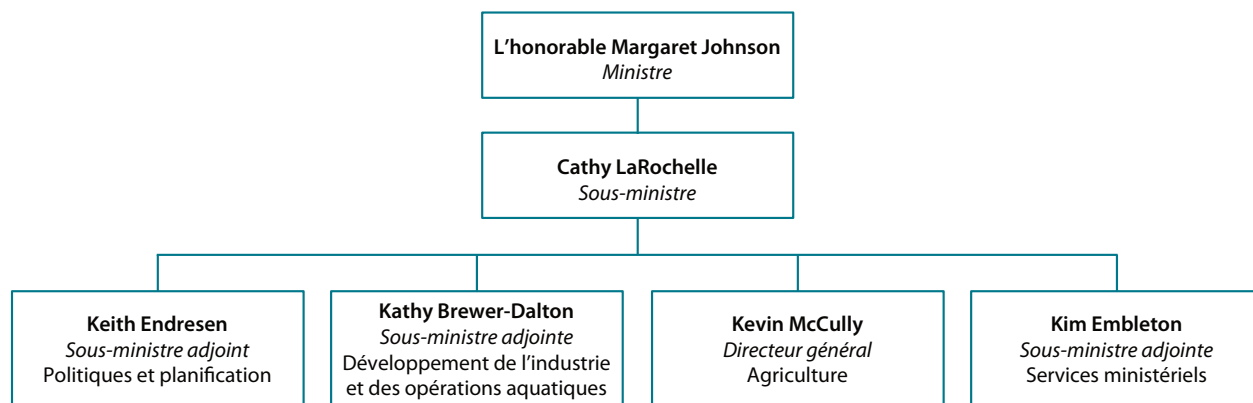 L’honorable Margaret Johnson
Ministre
Cathy LaRochelle
Sous-ministre
Keith Endresen
Sous-ministre adjoint
Politiques et planification
Kathy Brewer-Dalton
Sous-ministre adjointe
Développement de l’industrie
et des opérations aquatiques
Kevin McCully
Directeur général
Agriculture
Kim Embleton
Sous-ministre adjointe
Services ministériels